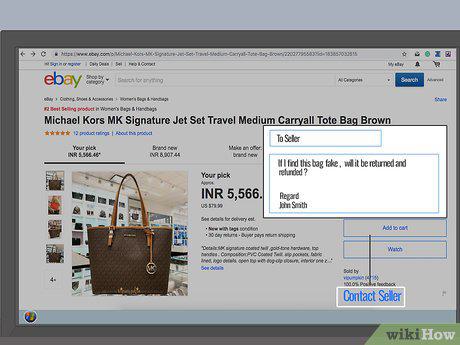 https://www.ebay.com/p/Michael-Kors-MK-Signature-Jet-Set-Travel-Medium-Carryall-Tote-Bag-Brown/
Hi! Sign in or register
Daily Deals
Sell
Help & Contact
My eBay
ebay
Shop by category
Search for anything
All Categories
Search
eBay > Clothing, Shoes & Accessories > Women's Bags & Handbags
Share
#2 Best Selling product in Women's Bags & Handbags
Michael Kors MK Signature Jet Set Travel Medium Carryall Tote Bag Brown
12 product ratings
About this product
Your pick
INR 5,566.46*
Brand new
INR 8,907.44
Make an offer:
To Seller
If I find this bag fake , will it be returned and
refunded ?
Regard
John Smith
Your Pick
Approx.
INR 5,566.
US $79.99
See details for delivery est.
New with tags condition
30 day returns - Buyer pays return shipping
"Details:MK signature coated twill ,gold-tone hardware, top
handles , Composition:PVC Coated Twill, slip pockets, fabric
lined, logo details. open top with dog-clip closure, interior one z...
See details
Add to cart
Watch
Sold by
100.0% Positive feedback
Contact Seller
wikiHow